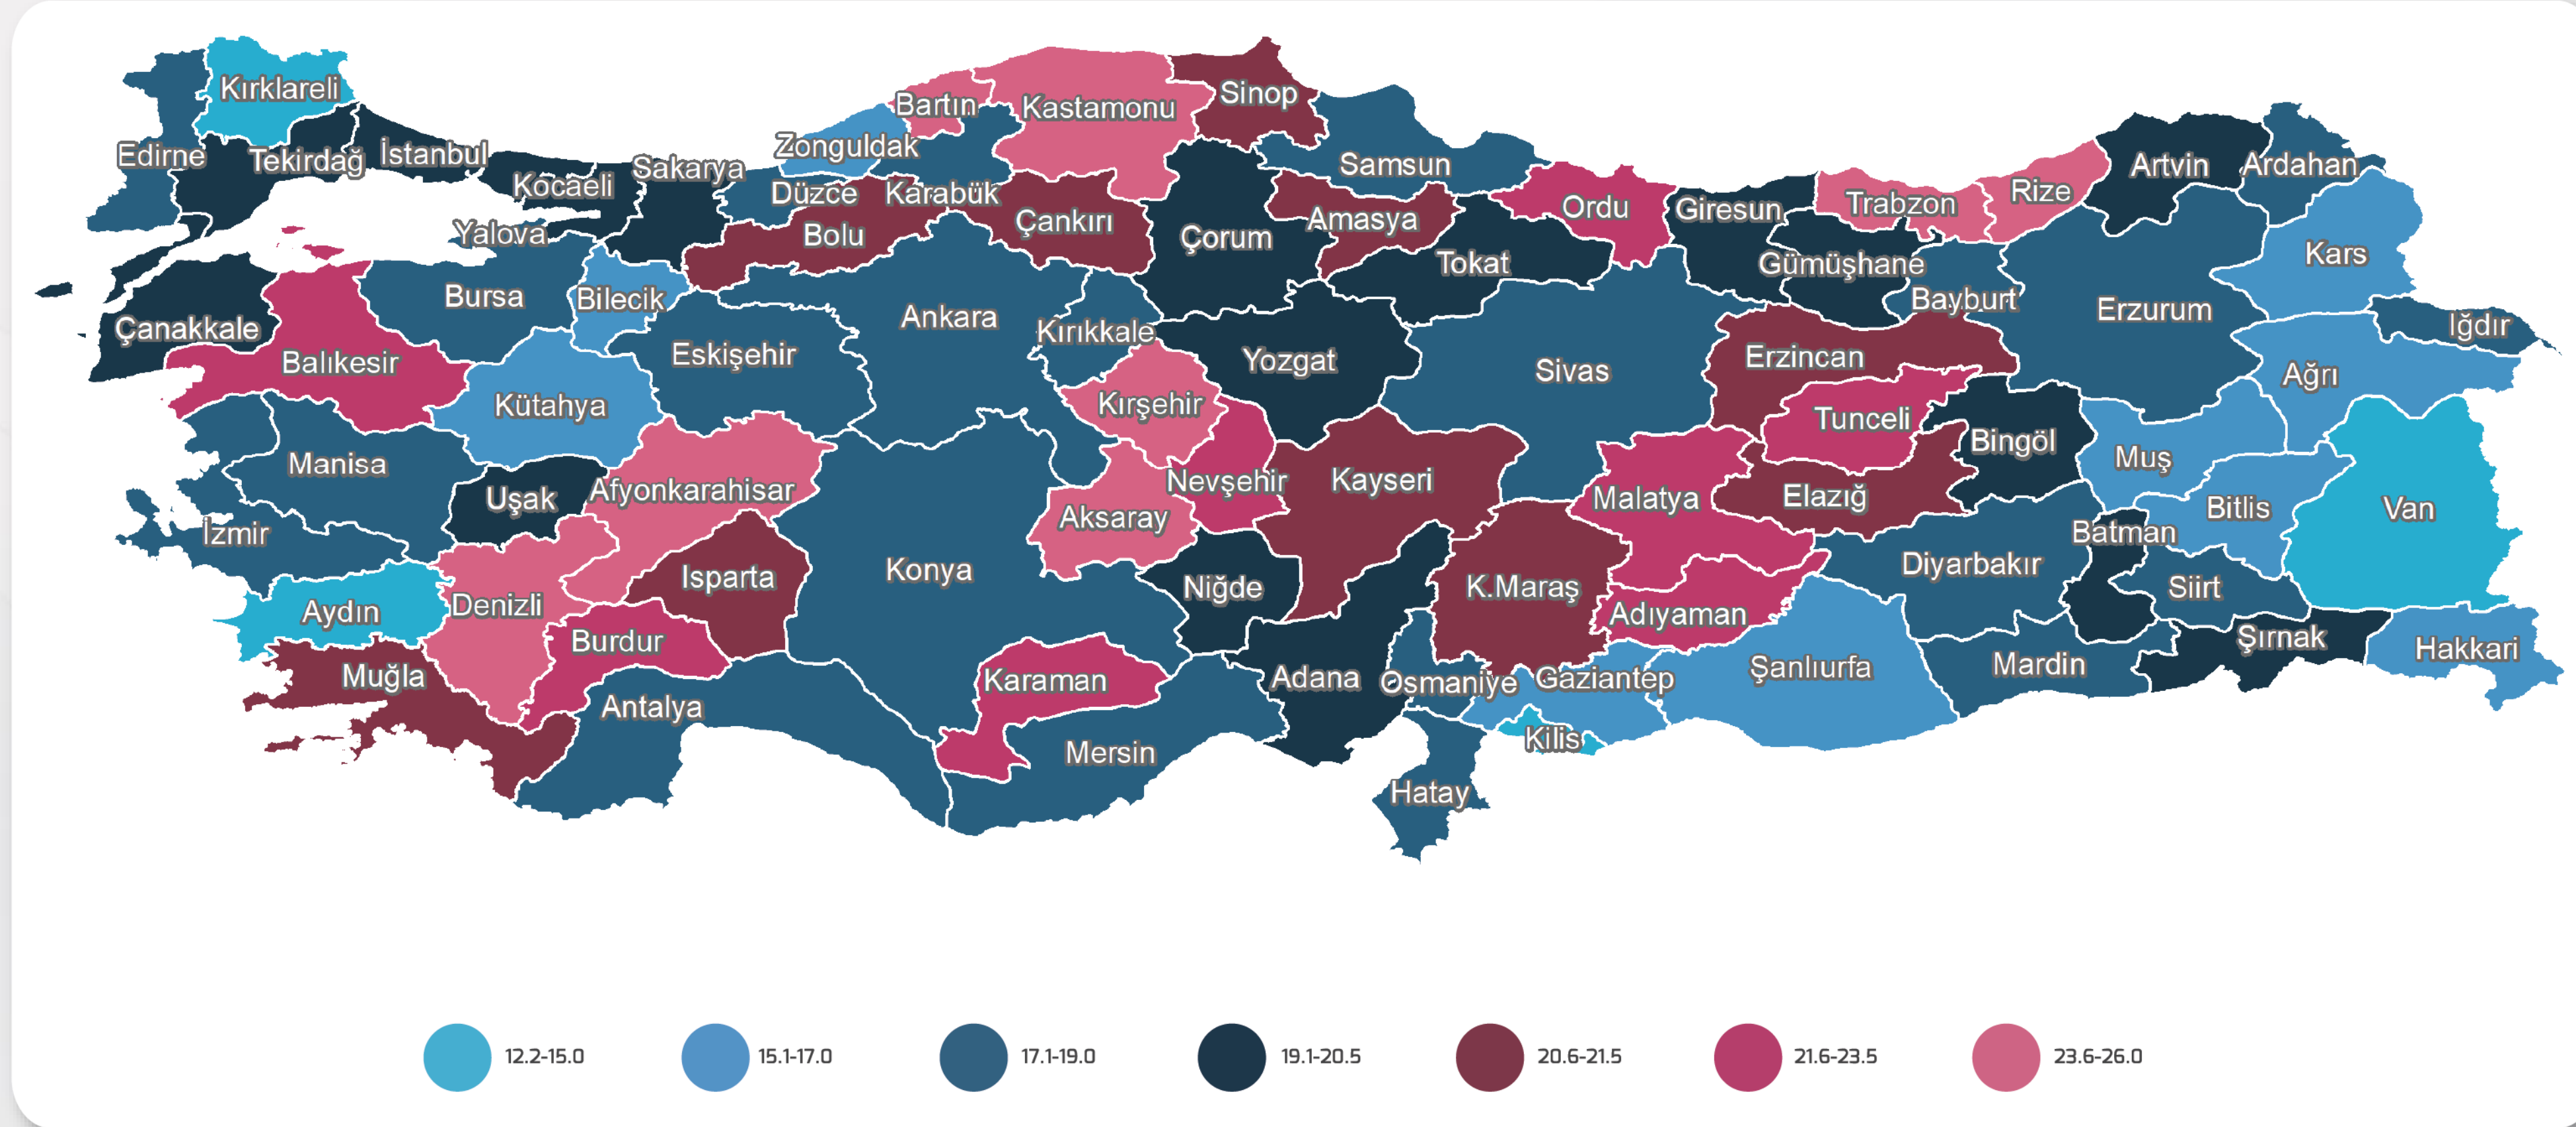 Kırklareli
Edirne
Tekirdağ
İstanbul
Kocaeli
Sakarya
Yalova
Zonguldak
Bartın
Kastamonu
Sinop
Düzce
Karabük
Bolu
Çankırı
Çorum
Samsun
Amasya
Tokat
Ordu
Giresun
Gümüşhane
Trabzon
Rize
Artvin
Ardahan
Kars
Bayburt
Erzurum
Iğdır
Ağrı
Çanakkale
Balıkesir
Bursa
Bilecik
Eskişehir
Kütahya
Ankara
Kırıkkale
Kırşehir
Yozgat
Sivas
Erzincan
Tunceli
Bingöl
Muş
Bitlis
Van
Manisa
İzmir
Uşak
Afyonkarahisar
Konya
Aksaray
Nevşehir
Kayseri
Malatya
Elazığ
Diyarbakır
Batman
Siirt
Şırnak
Hakkari
Aydın
Denizli
Isparta
Burdur
Muğla
Antalya
Karaman
Mersin
Niğde
Adana
Osmaniye
K.Maraş
Adıyaman
Gaziantep
Kilis
Hatay
Şanlıurfa
Mardin
12.2-15.0
15.1-17.0
17.1-19.0
19.1-20.5
20.6-21.5
21.6-23.5
23.6-26.0